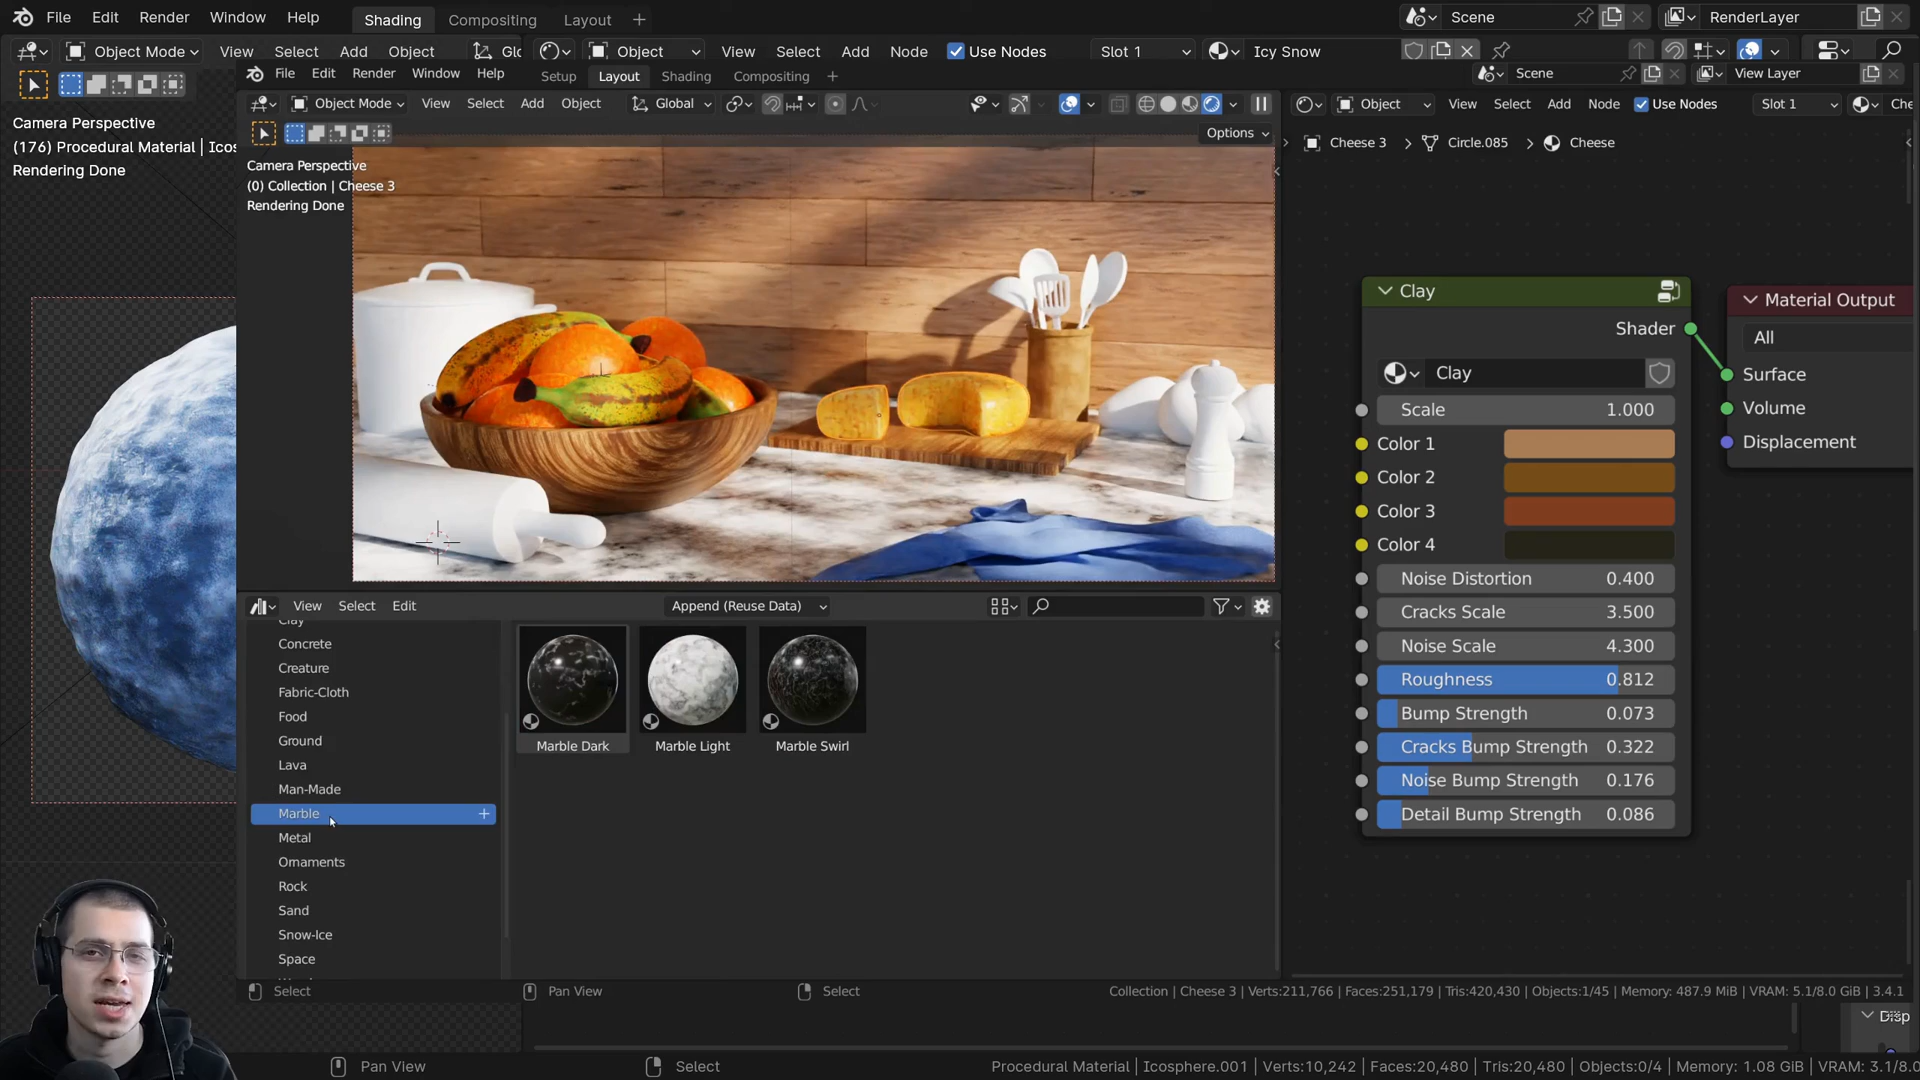 File Edit Render Window Help Shading Compositing Layout + Scene RenderLayer
Object Mode View Select Add Object Object View Select Add Node Use Nodes Slot 1 Icy Snow
Camera Perspective
(176) Procedural Material |
Rendering Done
File Edit Render Window Help Setup Layout Shading Compositing + Scene View Layer
Object Mode View Select Add Object Global Object View Select Add Node Use Nodes Slot 1
Options
Camera Perspective
(0) Collection | Cheese 3
Rendering Done
Cheese 3 > Circle.085 > Cheese
Clay
Shader
Clay
Scale 1.000
Color 1
Color 2
Color 3
Color 4
Noise Distortion 0.400
Cracks Scale 3.500
Noise Scale 4.300
Roughness 0.812
Bump Strength 0.073
Cracks Bump Strength 0.322
Noise Bump Strength 0.176
Detail Bump Strength 0.086
Material Output
All
Surface
Volume
Displacement
View Select Edit Append (Reuse Data)
Clay
Concrete
Creature
Fabric-Cloth
Food
Ground
Lava
Man-Made
Marble +
Metal
Ornaments
Rock
Sand
Snow-Ice
Space
Marble Dark
Marble Light
Marble Swirl
Select Pan View Select Collection | Cheese 3 | Verts:211,766 | Faces:251,179 | Tris:420,430 | Objects:1/45 | Memory: 487.9 MiB | VRAM: 5.1/8.0 GiB | 3.4.1
Disp
Pan View Select Procedural Material | Icosphere.001 | Verts:10,242 | Faces:20,480 | Tris:20,480 | Objects:0/4 | Memory: 1.08 GiB | VRAM: 3.1/8.0